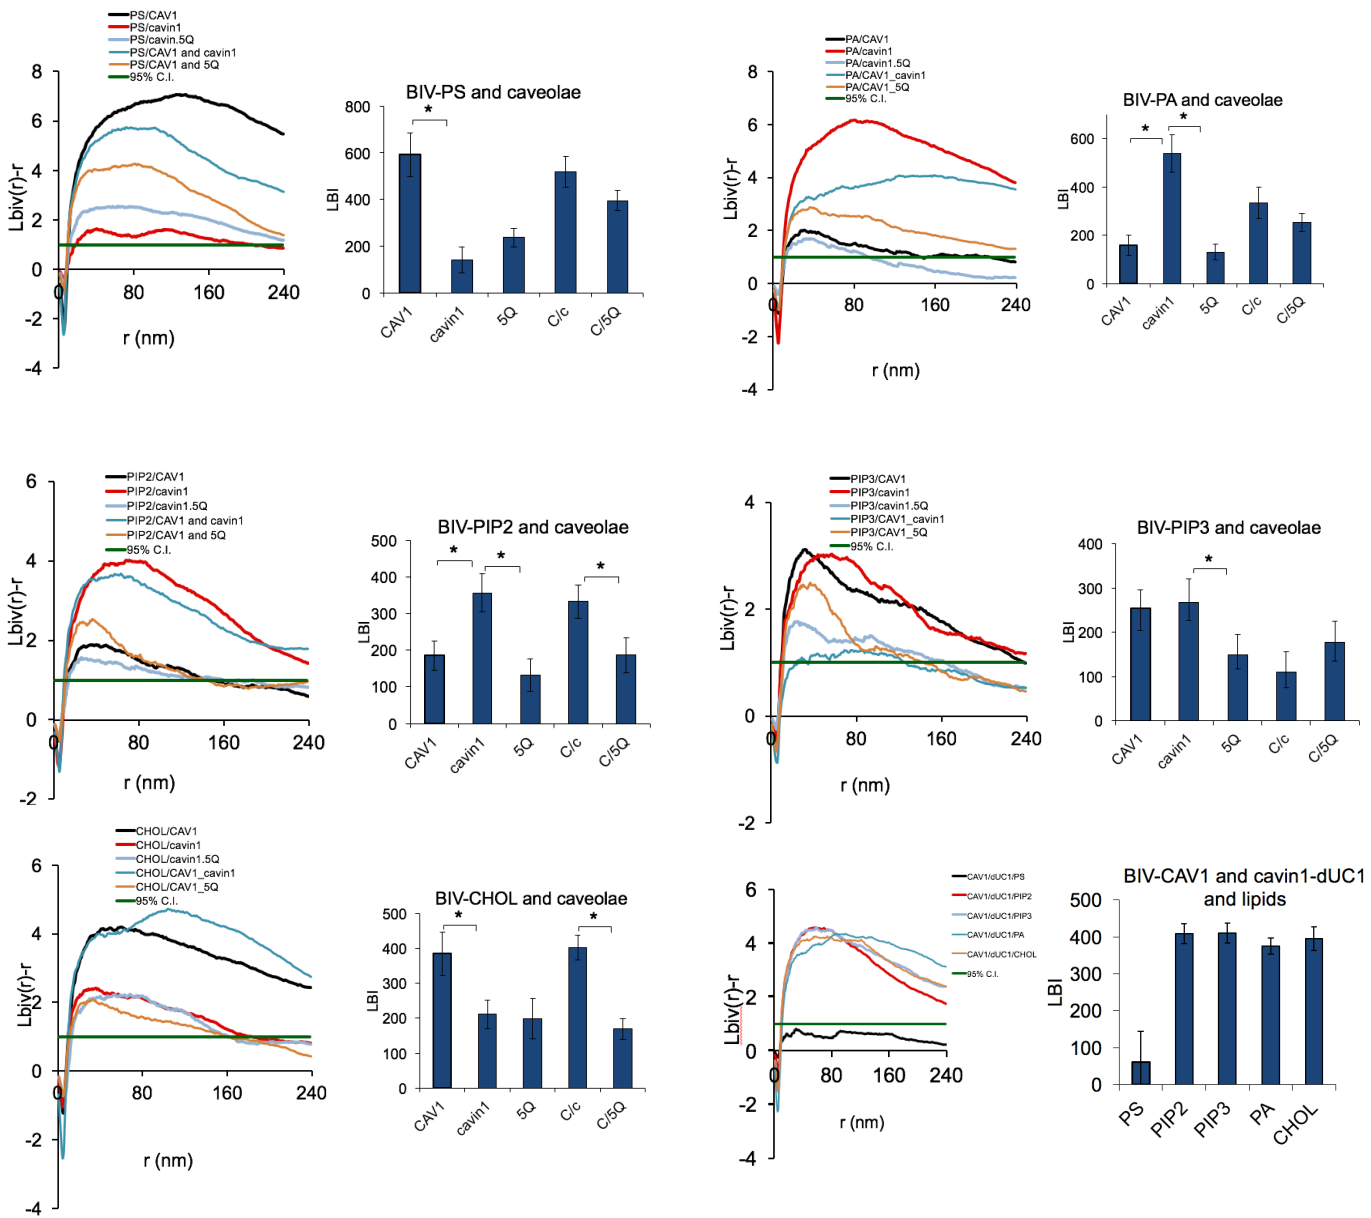 PS/CAV1
PS/cavin1
PS/cavin.5Q
PS/CAV1 and cavin1
PS/CAV1 and 5Q
95% C.I.
8
6
4
2
0
-2
-4
Lbiv(r)-r
0
80
160
240
r (nm)
BIV-PS and caveolae
*
800
600
400
200
0
LBI
CAV1
cavin1
5Q
C/c
C/5Q
PA/CAV1
PA/cavin1
PA/cavin1.5Q
PA/CAV1_cavin1
PA/CAV1_5Q
95% C.I.
8
6
4
2
0
-2
-4
Lbiv(r)-r
0
80
160
240
r (nm)
BIV-PA and caveolae
*
*
600
400
200
0
LBI
CAV1
cavin1
5Q
C/c
C/5Q
PIP2/CAV1
PIP2/cavin1
PIP2/cavin1.5Q
PIP2/CAV1 and cavin1
PIP2/CAV1 and 5Q
95% C.I.
6
4
2
0
-2
Lbiv(r)-r
0
80
160
240
r (nm)
BIV-PIP2 and caveolae
*
*
*
500
400
300
200
100
0
LBI
CAV1
cavin1
5Q
C/c
C/5Q
PIP3/CAV1
PIP3/cavin1
PIP3/cavin1.5Q
PIP3/CAV1_cavin1
PIP3/CAV1_5Q
95% C.I.
4
2
0
-2
Lbiv(r)-r
0
80
160
240
r (nm)
BIV-PIP3 and caveolae
*
400
300
200
100
0
LBI
CAV1
cavin1
5Q
C/c
C/5Q
CHOL/CAV1
CHOL/cavin1
CHOL/cavin1.5Q
CHOL/CAV1_cavin1
CHOL/CAV1_5Q
95% C.I.
6
4
2
0
-2
-4
Lbiv(r)-r
0
80
160
240
r (nm)
BIV-CHOL and caveolae
*
*
500
400
300
200
100
0
LBI
CAV1
cavin1
5Q
C/c
C/5Q
CAV1/dUC1/PS
CAV1/dUC1/PIP2
CAV1/dUC1/PIP3
CAV1/dUC1/PA
CAV1/dUC1/CHOL
95% C.I.
6
4
2
0
-2
-4
Lbiv(r)-r
0
80
160
240
r (nm)
BIV-CAV1 and cavin1-dUC1
and lipids
500
400
300
200
100
0
LBI
PS
PIP2
PIP3
PA
CHOL